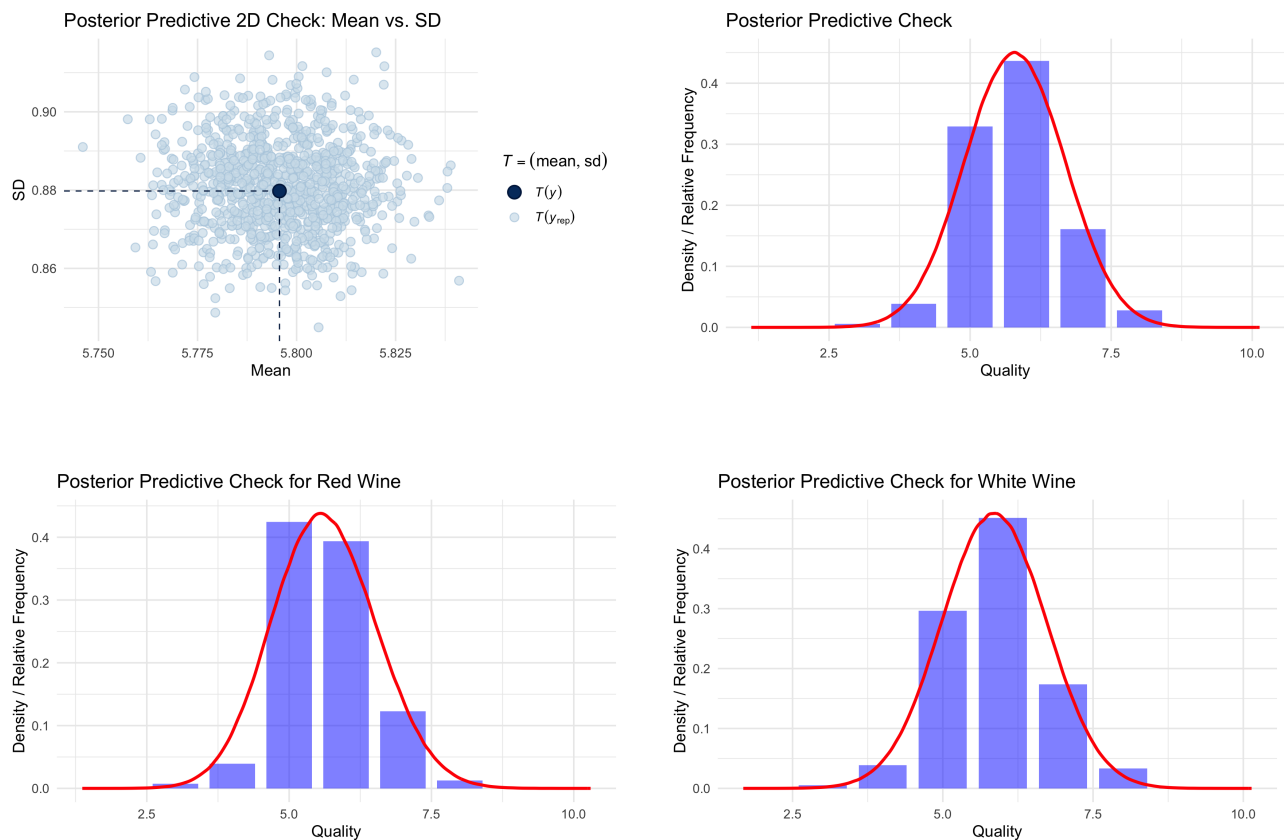 Posterior Predictive 2D Check: Mean vs. SD
0.90
0.88
0.86
SD
5.750
5.775
5.800
5.825
Mean
T = (mean, sd)
T(y)
T(yrep)
Posterior Predictive Check
0.4
0.3
0.2
0.1
0.0
Density / Relative Frequency
2.5
5.0
7.5
10.0
Quality
Posterior Predictive Check for Red Wine
0.4
0.3
0.2
0.1
0.0
Density / Relative Frequency
2.5
5.0
7.5
10.0
Quality
Posterior Predictive Check for White Wine
0.4
0.3
0.2
0.1
0.0
Density / Relative Frequency
2.5
5.0
7.5
10.0
Quality